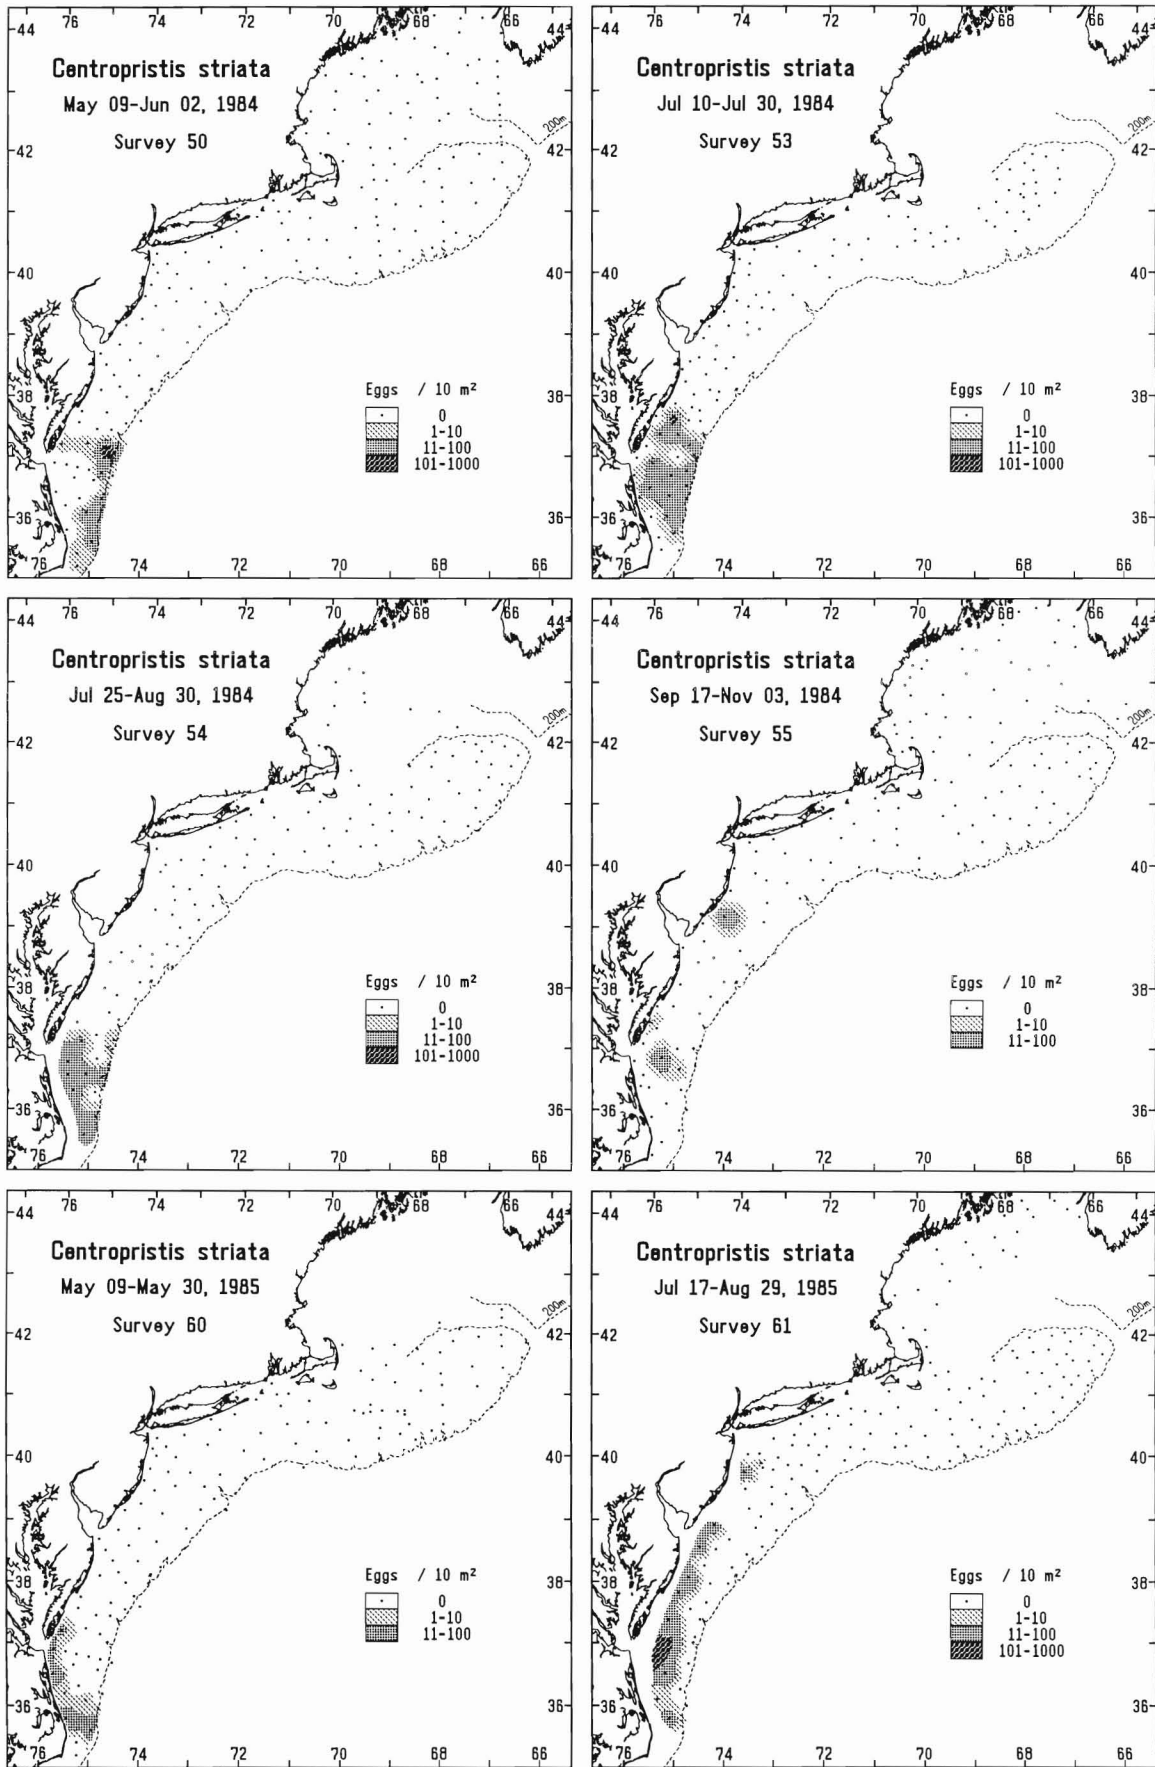 76 74 72 70 68 66
44 44
Centropristis striata
May 09-Jun 02, 1984
Survey 50
200m
42 42
40 40
Eggs / 10 m²
38 38
0
1-10
11-100
101-1000
36 36
76 74 72 70 68 66
76 74 72 70 68 66
44 44
Centropristis striata
Jul 10-Jul 30, 1984
Survey 53
200m
42 42
40 40
Eggs / 10 m²
38 38
0
1-10
11-100
101-1000
36 36
76 74 72 70 68 66
76 74 72 70 68 66
44 44
Centropristis striata
Jul 25-Aug 30, 1984
Survey 54
200m
42 42
40 40
Eggs / 10 m²
38 38
0
1-10
11-100
101-1000
36 36
76 74 72 70 68 66
76 74 72 70 68 66
44 44
Centropristis striata
Sep 17-Nov 03, 1984
Survey 55
200m
42 42
40 40
Eggs / 10 m²
38 38
0
1-10
11-100
36 36
76 74 72 70 68 66
76 74 72 70 68 66
44 44
Centropristis striata
May 09-May 30, 1985
Survey 60
200m
42 42
40 40
Eggs / 10 m²
38 38
0
1-10
11-100
36 36
76 74 72 70 68 66
76 74 72 70 68 66
44 44
Centropristis striata
Jul 17-Aug 29, 1985
Survey 61
200m
42 42
40 40
Eggs / 10 m²
38 38
0
1-10
11-100
101-1000
36 36
76 74 72 70 68 66